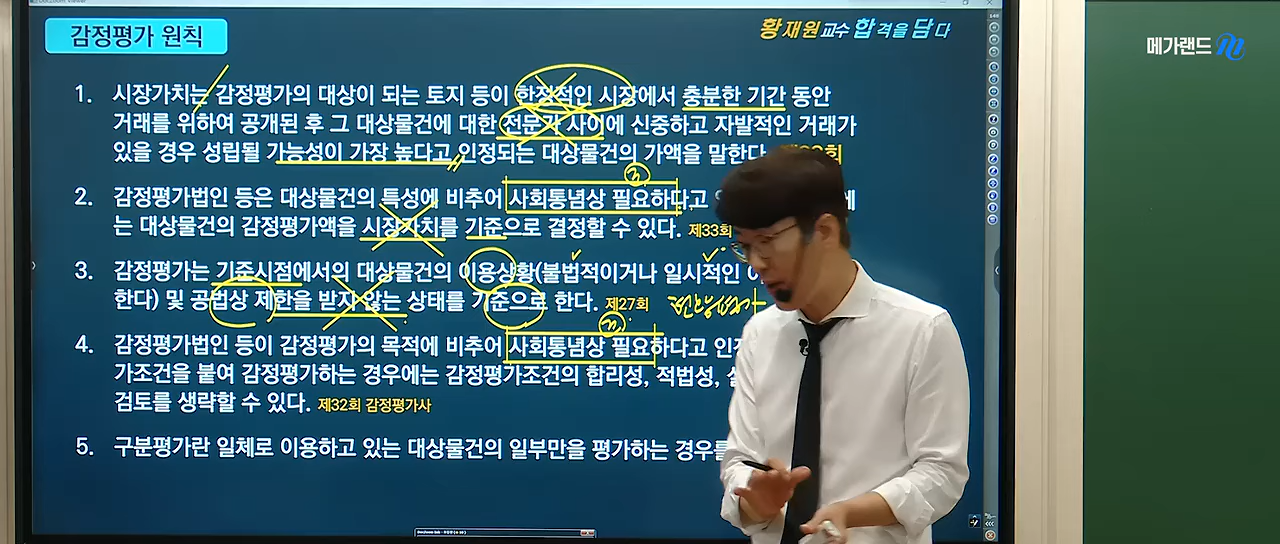 감정평가 원칙
황재원 교수 합격을 담다
메가랜드
1. 시장가치는 감정평가의 대상이 되는 토지 등이 한정적인 시장에서 충분한 기간 동안
거래를 위하여 공개된 후 그 대상물건에 대한 전문가 사이에 신중하고 자발적인 거래가
있을 경우 성립될 가능성이 가장 높다고 인정되는 대상물건의 가액을 말한다.
2. 감정평가법인 등은 대상물건의 특성에 비추어 사회통념상 필요하다고
는 대상물건의 감정평가액을 시장가치를 기준으로 결정할 수 있다. 제33회
3. 감정평가는 기준시점에서의 대상물건의 이용상황(불법적이거나 일시적인
한다) 및 공법상 제한을 받지 않는 상태를 기준으로 한다. 제27회
4. 감정평가법인 등이 감정평가의 목적에 비추어 사회통념상 필요하다고
가조건을 붙여 감정평가하는 경우에는 감정평가조건의 합리성, 적법성,
검토를 생략할 수 있다. 제32회 감정평가사
5. 구분평가란 일체로 이용하고 있는 대상물건의 일부만을 평가하는 경우를